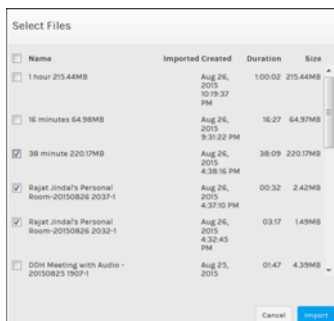 Select Files
Name Imported Created Duration Size
1 hour 215.44MB Aug 26, 2015 10:19:37 PM 1:00:02 215.44MB
16 minutes 64.98MB Aug 26, 2015 9:31:22 PM 16:27 64.97MB
38 minute 220.17MB Aug 26, 2015 4:38:16 PM 38:09 220.17MB
Rajat Jindal's Personal Room-20150826 2037-1 Aug 26, 2015 4:37:10 PM 00:32 2.42MB
Rajat Jindal's Personal Room-20150826 2032-1 Aug 26, 2015 4:32:45 PM 03:17 1.49MB
DOH Meeting with Audio - 20150825 1907-1 Aug 25, 2015 01:47 4.39MB
Cancel Import